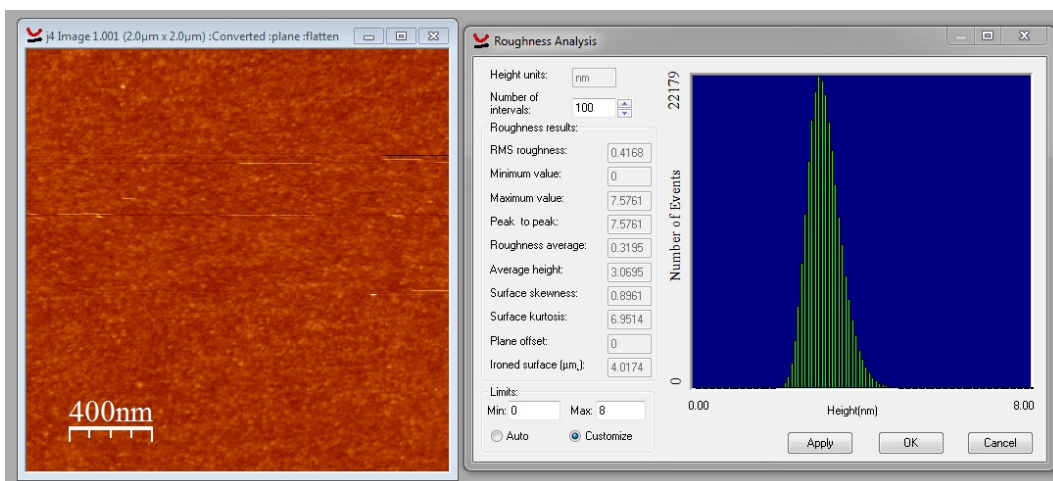 j4 Image 1.001 (2.0µm x 2.0µm) :Converted :plane :flatten
400nm
Roughness Analysis
Height units: nm
Number of
intervals: 100
Roughness results:
RMS roughness: 0.4168
Minimum value: 0
Maximum value: 7.5761
Peak to peak: 7.5761
Roughness average: 0.3195
Average height: 3.0695
Surface skewness: 0.8961
Surface kurtosis: 6.9514
Plane offset: 0
Ironed surface (µm,): 4.0174
Limits:
Min: 0 Max: 8
Auto Customize
22179
Number of Events
0
0.00 Height(nm) 8.00
Apply OK Cancel